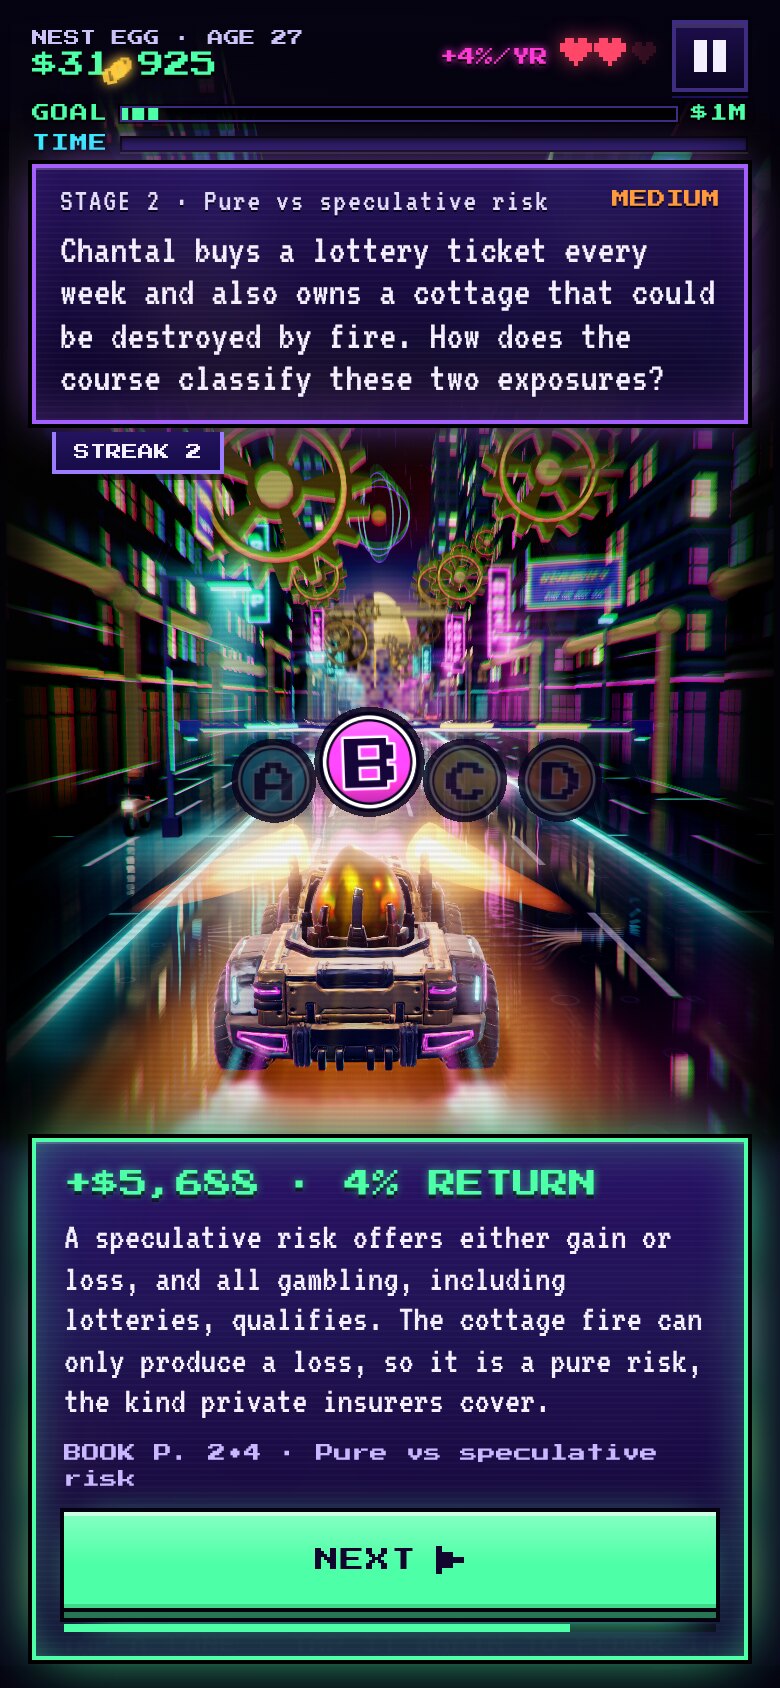 NEST EGG · AGE 27
$31 925
+4%/YR
GOAL
$1M
TIME
STAGE 2 · Pure vs speculative risk
MEDIUM
Chantal buys a lottery ticket every
week and also owns a cottage that could
be destroyed by fire. How does the
course classify these two exposures?
STREAK 2
P
A
B
C
D
+$5,688 · 4% RETURN
A speculative risk offers either gain or
loss, and all gambling, including
lotteries, qualifies. The cottage fire can
only produce a loss, so it is a pure risk,
the kind private insurers cover.
BOOK P. 2•4 · Pure vs speculative
risk
NEXT